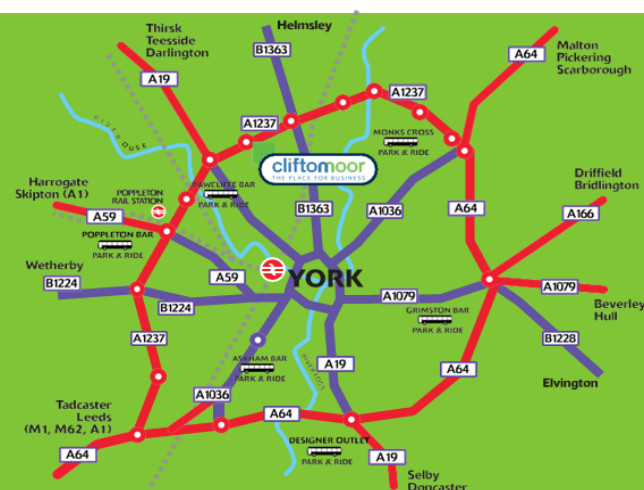 Thirsk
Teesside
Darlington
Helmsley
Malton
Pickering
Scarborough
A19
B1363
A64
A1237
A1237
RIVER OUSE
MONKS CROSS
PARK & RIDE
cliftonmoor
THE PLACE FOR BUSINESS
Harrogate
Skipton (A1)
POPPLETON
RAIL STATION
RAWCLIFFE BAR
PARK & RIDE
Driffield
Bridlington
A59
B1363
A1036
A64
A166
POPPLETON BAR
PARK & RIDE
Wetherby
A59
YORK
B1224
B1224
A1079
A1079
GRIMSTON BAR
PARK & RIDE
Beverley
Hull
A1237
ASKHAM BAR
PARK & RIDE
A19
B1228
A64
Elvington
A1036
Tadcaster
Leeds
(M1, M62, A1)
A64
A64
DESIGNER OUTLET
PARK & RIDE
A19
Selby
Doncaster